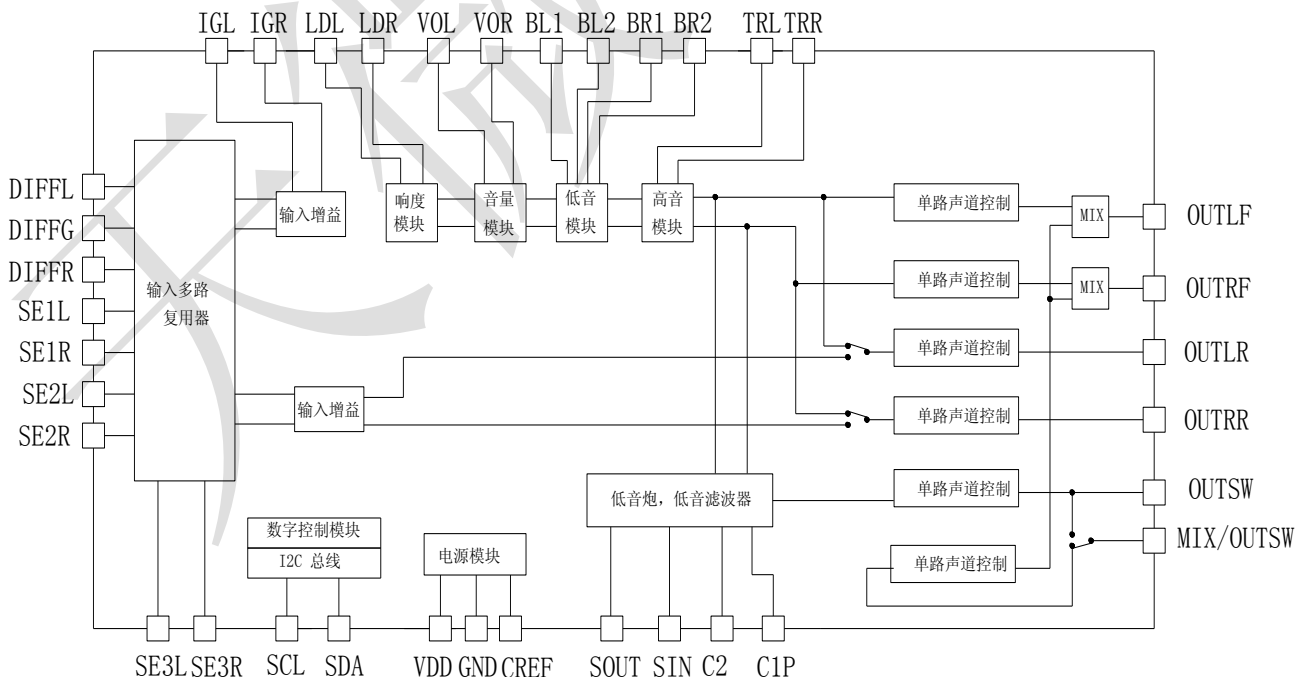 IGL IGR LDL LDR VOL VOR BL1 BL2 BR1 BR2 TRL TRR
DIFFL
DIFFG
DIFFR
SE1L
SE1R
SE2L
SE2R
输入多路
复用器
输入增益
响度
模块
音量
模块
低音
模块
高音
模块
单路声道控制
MIX
OUTLF
单路声道控制
MIX
OUTRF
单路声道控制
OUTLR
输入增益
单路声道控制
OUTRR
低音炮，低音滤波器
单路声道控制
OUTSW
MIX/OUTSW
单路声道控制
数字控制模块
I2C 总线
电源模块
SE3L SE3R SCL SDA VDD GND CREF SOUT SIN C2 C1P